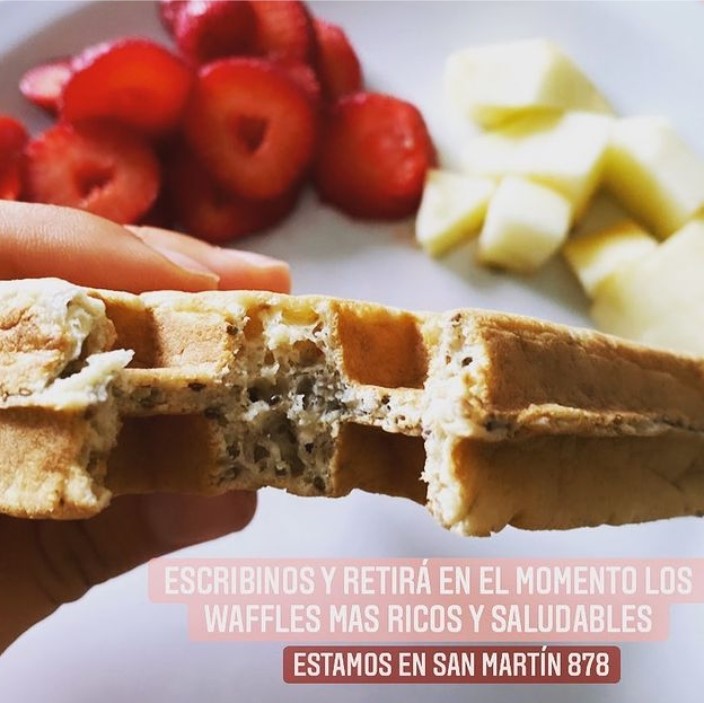 ESCRIBINOS Y RETIRÁ EN EL MOMENTO LOS
WAFFLES MAS RICOS Y SALUDABLES
ESTAMOS EN SAN MARTÍN 878